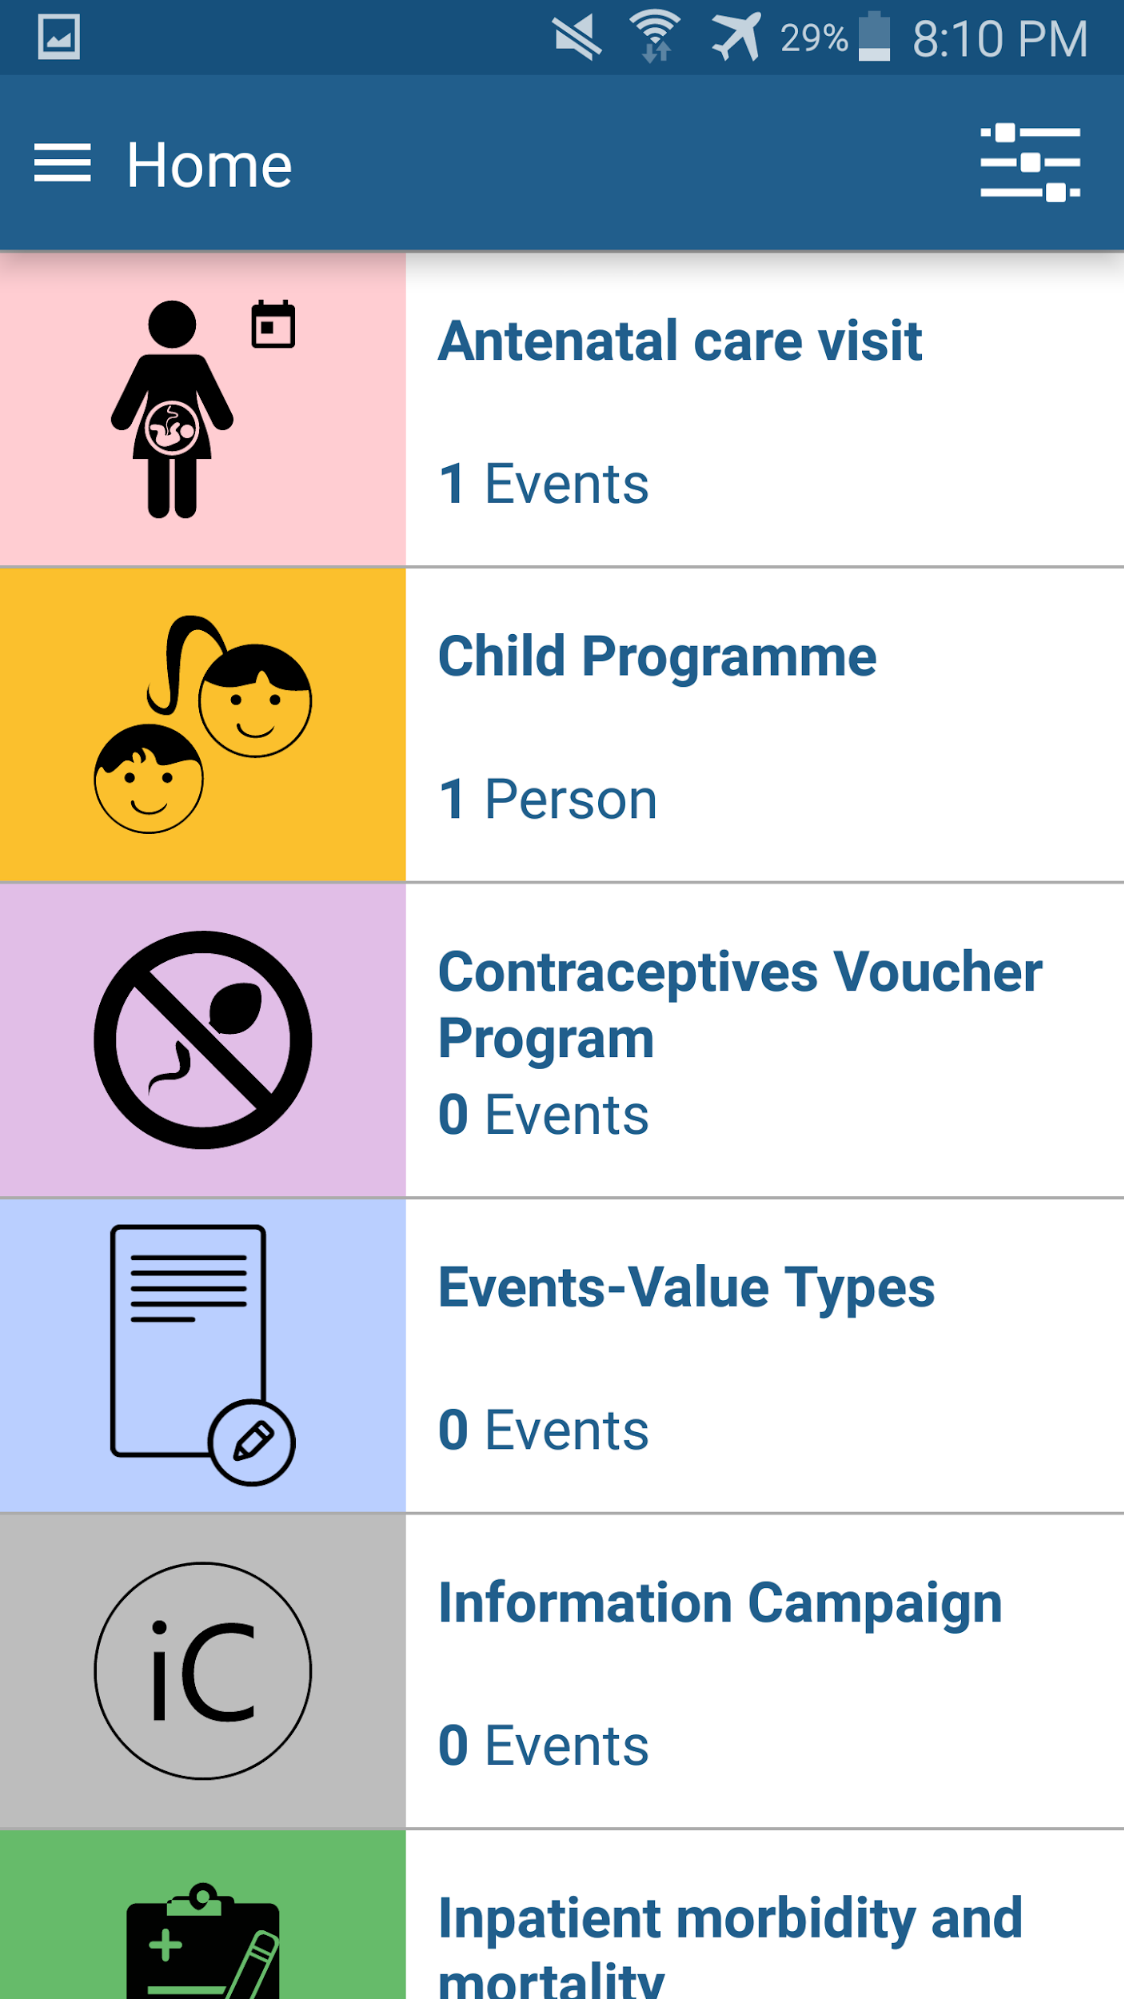 29% 8:10 PM
Home
Antenatal care visit
1 Events
Child Programme
1 Person
Contraceptives Voucher
Program
0 Events
Events-Value Types
0 Events
iC
Information Campaign
0 Events
Inpatient morbidity and
mortality